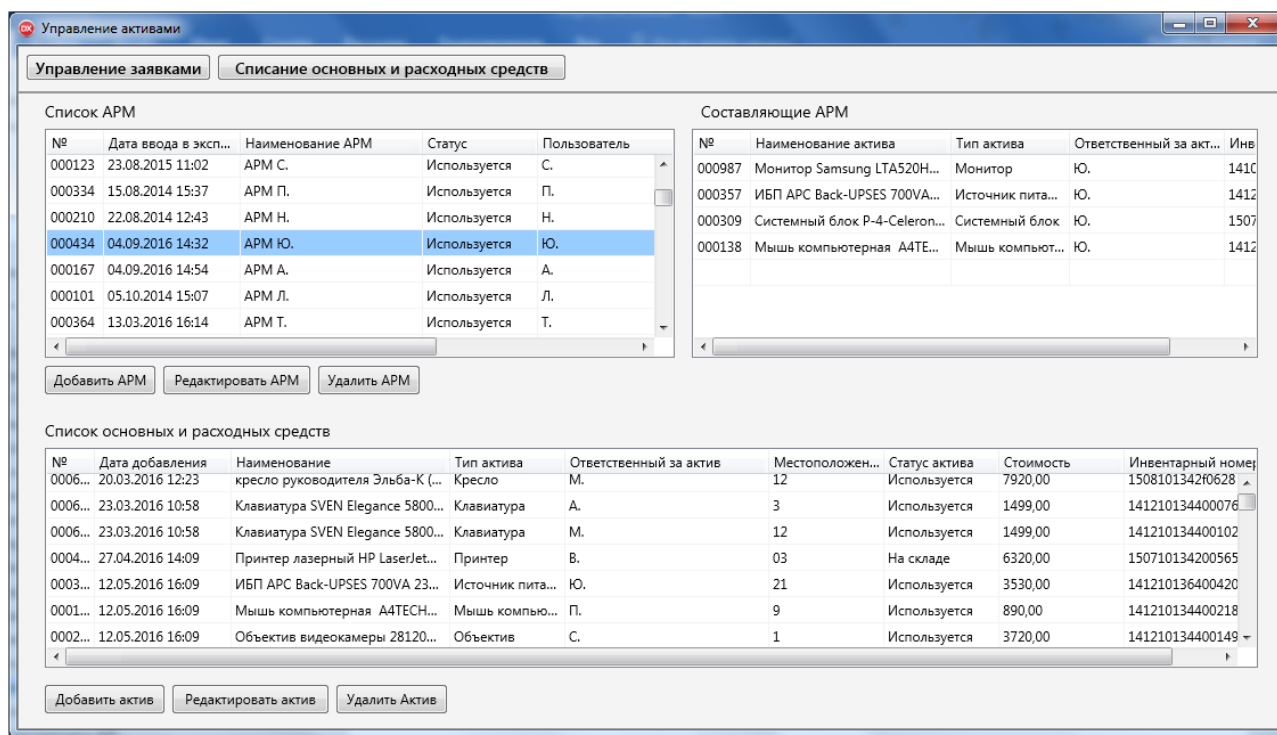 DX Управление активами
Управление заявками Списание основных и расходных средств
Список АРМ
№ Дата ввода в эксп... Наименование АРМ Статус Пользователь
000123 23.08.2015 11:02 АРМ С. Используется С.
000334 15.08.2014 15:37 АРМ П. Используется П.
000210 22.08.2014 12:43 АРМ Н. Используется Н.
000434 04.09.2016 14:32 АРМ Ю. Используется Ю.
000167 04.09.2016 14:54 АРМ А. Используется А.
000101 05.10.2014 15:07 АРМ Л. Используется Л.
000364 13.03.2016 16:14 АРМ Т. Используется Т.
Добавить АРМ Редактировать АРМ Удалить АРМ
Составляющие АРМ
№ Наименование актива Тип актива Ответственный за акт... Инв
000987 Монитор Samsung LTA520H... Монитор Ю. 1410
000357 ИБП APC Back-UPSES 700VA... Источник пита... Ю. 1412
000309 Системный блок P-4-Celeron... Системный блок Ю. 1507
000138 Мышь компьютерная A4TE... Мышь компьют... Ю. 1412
Список основных и расходных средств
№ Дата добавления Наименование Тип актива Ответственный за актив Местоположен... Статус актива Стоимость Инвентарный номер
0006... 20.03.2016 12:23 кресло руководителя Эльба-К (... Кресло М. 12 Используется 7920,00 1508101342f0628
0006... 23.03.2016 10:58 Клавиатура SVEN Elegance 5800... Клавиатура А. 3 Используется 1499,00 14121013440076
0006... 23.03.2016 10:58 Клавиатура SVEN Elegance 5800... Клавиатура М. 12 Используется 1499,00 141210134400102
0004... 27.04.2016 14:09 Принтер лазерный HP LaserJet... Принтер В. 03 На складе 6320,00 150710134200565
0003... 12.05.2016 16:09 ИБП APC Back-UPSES 700VA 23... Источник пита... Ю. 21 Используется 3530,00 141210136400420
0001... 12.05.2016 16:09 Мышь компьютерная A4TECH... Мышь компью... П. 9 Используется 890,00 141210134400218
0002... 12.05.2016 16:09 Объектив видеокамеры 28120... Объектив С. 1 Используется 3720,00 141210134400149
Добавить актив Редактировать актив Удалить Актив